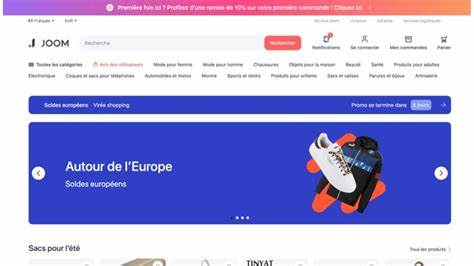 Première fois ici ? Profitez d'une remise de 10% sur votre première commande ! Cliquez ici
Français EUR Service client Livraison Garantie Services logistiques
JOOM Recherche Rechercher Notifications Se connecter Mes commandes Panier
Toutes les catégories Avis des utilisateurs Mode pour femme Mode pour homme Chaussures Objets pour la maison Beauté Santé Produits pour adultes
Électronique Coques et sacs pour téléphones Automobiles et motos Montres Sports et loisirs Produits pour enfants Sacs et valises Parures et bijoux Animalerie
Soldes européens Virée shopping Promo se termine dans 6 jours
Autour de l'Europe
Soldes européens
Sacs pour l'été Tous les produits
TINYAT